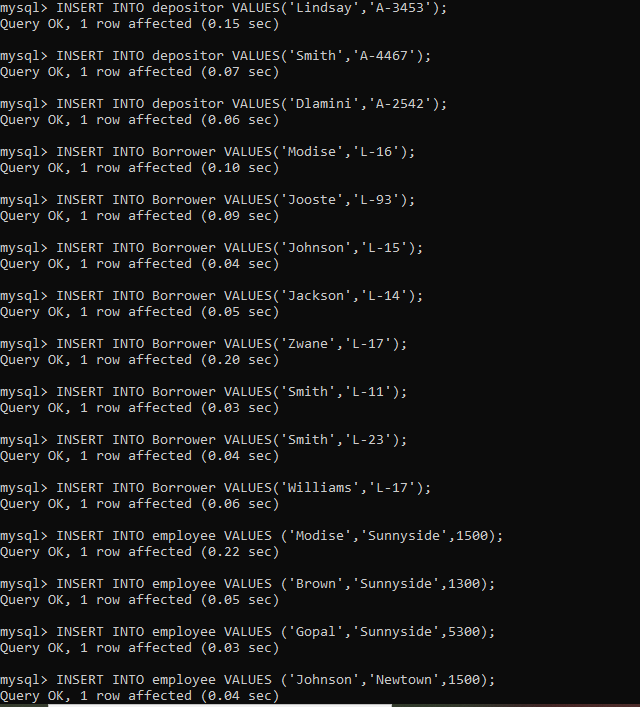 mysql> INSERT INTO depositor VALUES('Lindsay','A-3453');
Query OK, 1 row affected (0.15 sec)
mysql> INSERT INTO depositor VALUES('Smith','A-4467');
Query OK, 1 row affected (0.07 sec)
mysql> INSERT INTO depositor VALUES('Dlamini','A-2542');
Query OK, 1 row affected (0.06 sec)
mysql> INSERT INTO Borrower VALUES('Modise','L-16');
Query OK, 1 row affected (0.10 sec)
mysql> INSERT INTO Borrower VALUES('Jooste','L-93');
Query OK, 1 row affected (0.09 sec)
mysql> INSERT INTO Borrower VALUES('Johnson','L-15');
Query OK, 1 row affected (0.04 sec)
mysql> INSERT INTO Borrower VALUES('Jackson','L-14');
Query OK, 1 row affected (0.05 sec)
mysql> INSERT INTO Borrower VALUES('Zwane','L-17');
Query OK, 1 row affected (0.20 sec)
mysql> INSERT INTO Borrower VALUES('Smith','L-11');
Query OK, 1 row affected (0.03 sec)
mysql> INSERT INTO Borrower VALUES('Smith','L-23');
Query OK, 1 row affected (0.04 sec)
mysql> INSERT INTO Borrower VALUES('Williams','L-17');
Query OK, 1 row affected (0.06 sec)
mysql> INSERT INTO employee VALUES ('Modise','Sunnyside',1500);
Query OK, 1 row affected (0.22 sec)
mysql> INSERT INTO employee VALUES ('Brown','Sunnyside',1300);
Query OK, 1 row affected (0.05 sec)
mysql> INSERT INTO employee VALUES ('Gopal','Sunnyside',5300);
Query OK, 1 row affected (0.03 sec)
mysql> INSERT INTO employee VALUES ('Johnson','Newtown',1500);
Query OK, 1 row affected (0.04 sec)